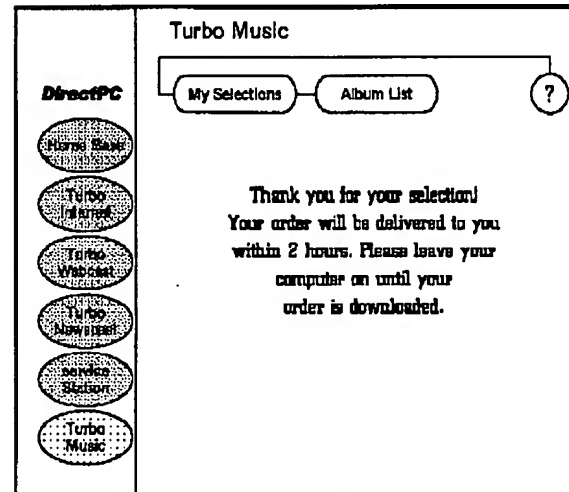 Turbo Music
DirectPC
My Selections
Album List
?
Home Base
Turbo
Internet
Turbo
Webcast
Turbo
Newscast
service
Station
Turbo
Music
Thank you for your selection!
Your order will be delivered to you
within 2 hours. Please leave your
computer on until your
order is downloaded.